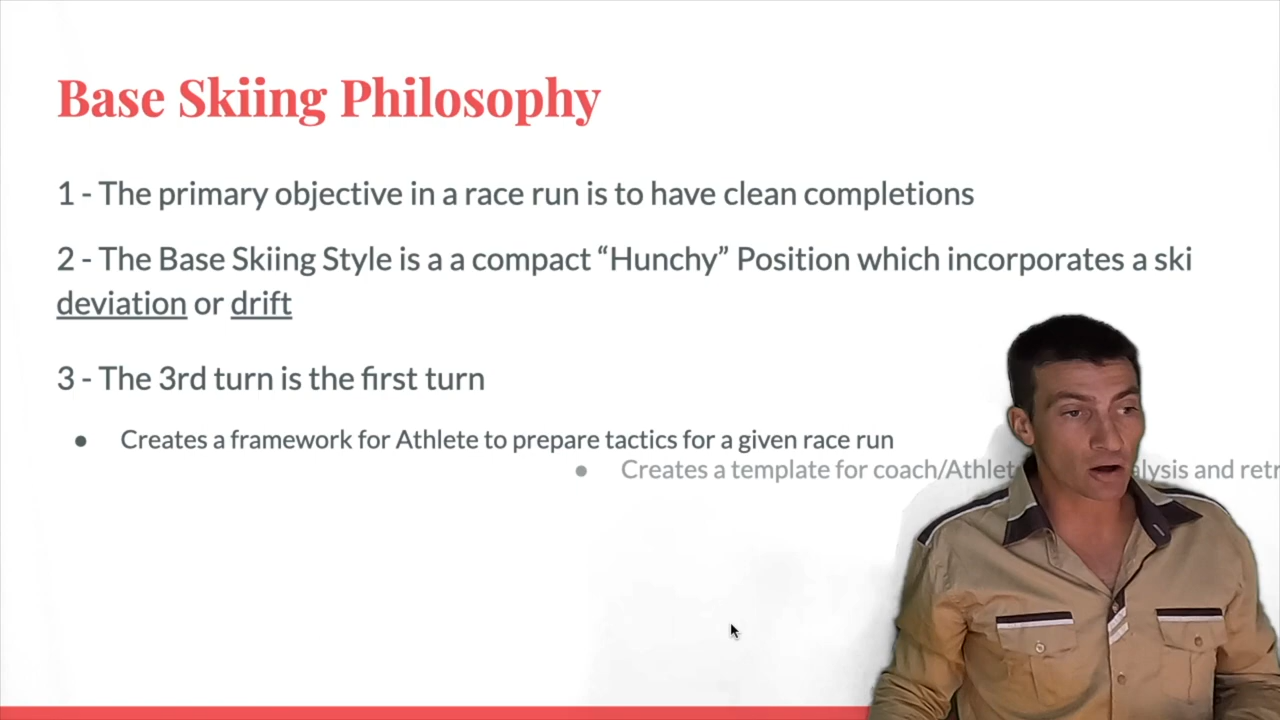 Base Skiing Philosophy
1 - The primary objective in a race run is to have clean completions
2 - The Base Skiing Style is a a compact “Hunchy” Position which incorporates a ski
deviation or drift
3 - The 3rd turn is the first turn
● Creates a framework for Athlete to prepare tactics for a given race run
● Creates a template for coach/Athlet alysis and retr